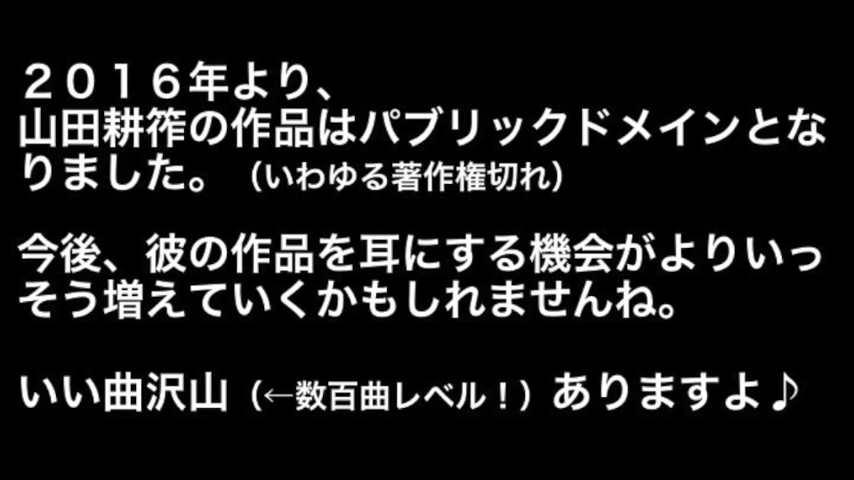 ２０１６年より、
山田耕筰の作品はパブリックドメインとな
りました。（いわゆる著作権切れ）
今後、彼の作品を耳にする機会がよりいっ
そう増えていくかもしれませんね。
いい曲沢山（←数百曲レベル！）ありますよ♪